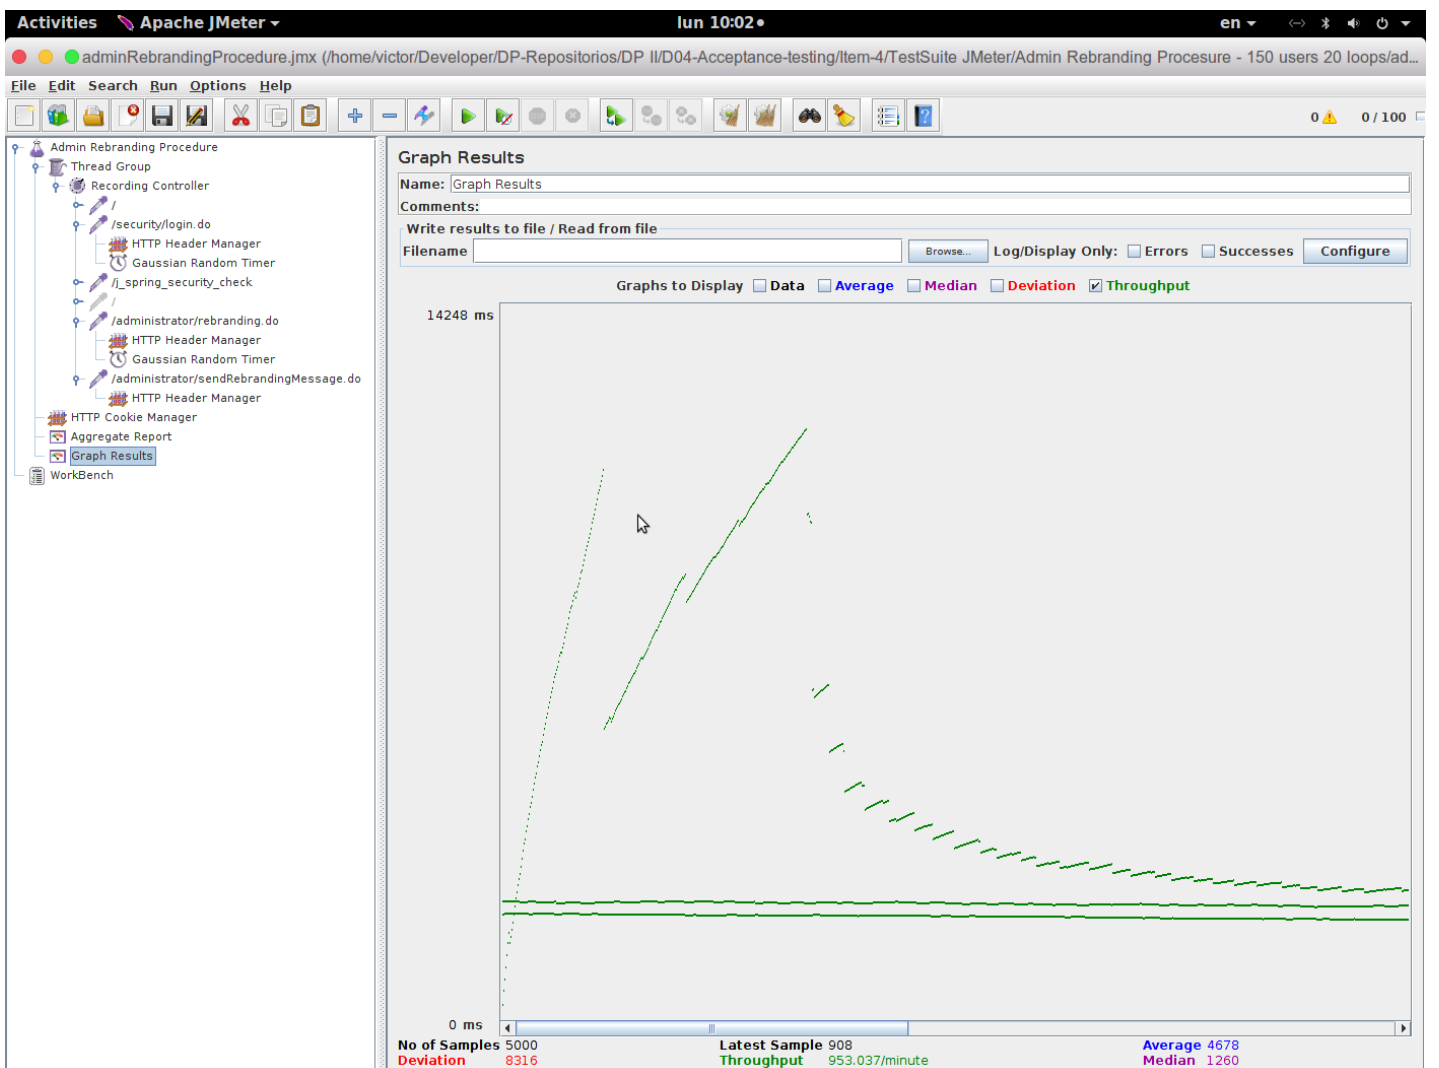 Activities Apache JMeter lun 10:02 en
adminRebrandingProcedure.jmx (/home/victor/Developer/DP-Repositorios/DP II/D04-Acceptance-testing/Item-4/TestSuite JMeter/Admin Rebranding Procesure - 150 users 20 loops/ad...
File Edit Search Run Options Help
0 0 / 100
Admin Rebranding Procedure
Thread Group
Recording Controller
/
/security/login.do
HTTP Header Manager
Gaussian Random Timer
/j_spring_security_check
/
/administrator/rebranding.do
HTTP Header Manager
Gaussian Random Timer
/administrator/sendRebrandingMessage.do
HTTP Header Manager
HTTP Cookie Manager
Aggregate Report
Graph Results
WorkBench
Graph Results
Name: Graph Results
Comments:
Write results to file / Read from file
Filename Browse... Log/Display Only: Errors Successes Configure
Graphs to Display Data Average Median Deviation Throughput
14248 ms
0 ms
No of Samples 5000 Latest Sample 908 Average 4678
Deviation 8316 Throughput 953.037/minute Median 1260